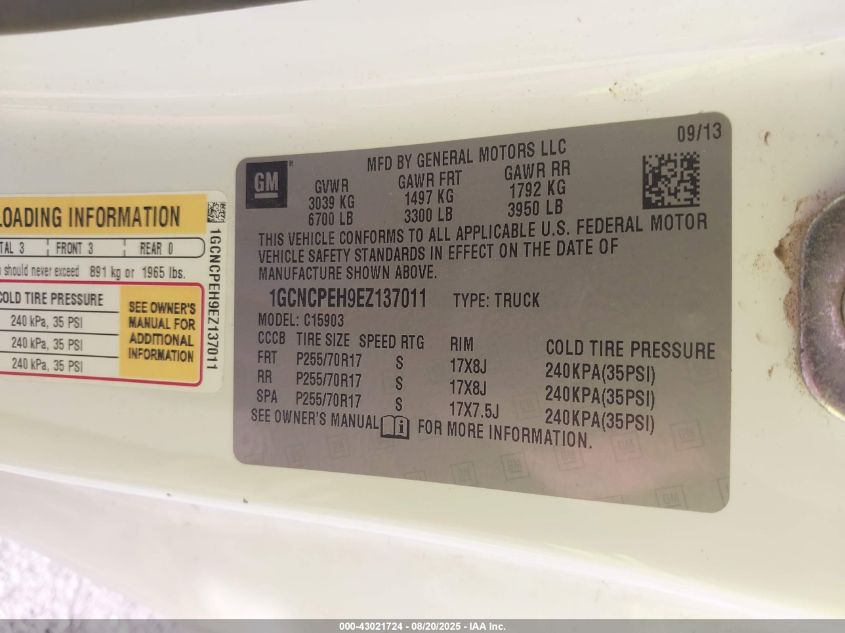 LOADING INFORMATION
TAL 3 FRONT 3 REAR 0
should never exceed 891 kg or 1965 lbs.
COLD TIRE PRESSURE
240 kPa, 35 PSI
240 kPa, 35 PSI
240 kPa, 35 PSI
SEE OWNER'S
MANUAL FOR
ADDITIONAL
INFORMATION
1GCNCPEH9EZ137011
09/13
GM
MFD BY GENERAL MOTORS LLC
GVWR GAWR FRT GAWR RR
3039 KG 1497 KG 1792 KG
6700 LB 3300 LB 3950 LB
THIS VEHICLE CONFORMS TO ALL APPLICABLE U.S. FEDERAL MOTOR
VEHICLE SAFETY STANDARDS IN EFFECT ON THE DATE OF
MANUFACTURE SHOWN ABOVE.
1GCNCPEH9EZ137011 TYPE: TRUCK
MODEL: C15903
CCCB TIRE SIZE SPEED RTG RIM COLD TIRE PRESSURE
FRT P255/70R17 S 17X8J 240KPA(35PSI)
RR P255/70R17 S 17X8J 240KPA(35PSI)
SPA P255/70R17 S 17X7.5J 240KPA(35PSI)
SEE OWNER'S MANUAL i FOR MORE INFORMATION.
000-43021724 - 08/20/2025 - IAA Inc.